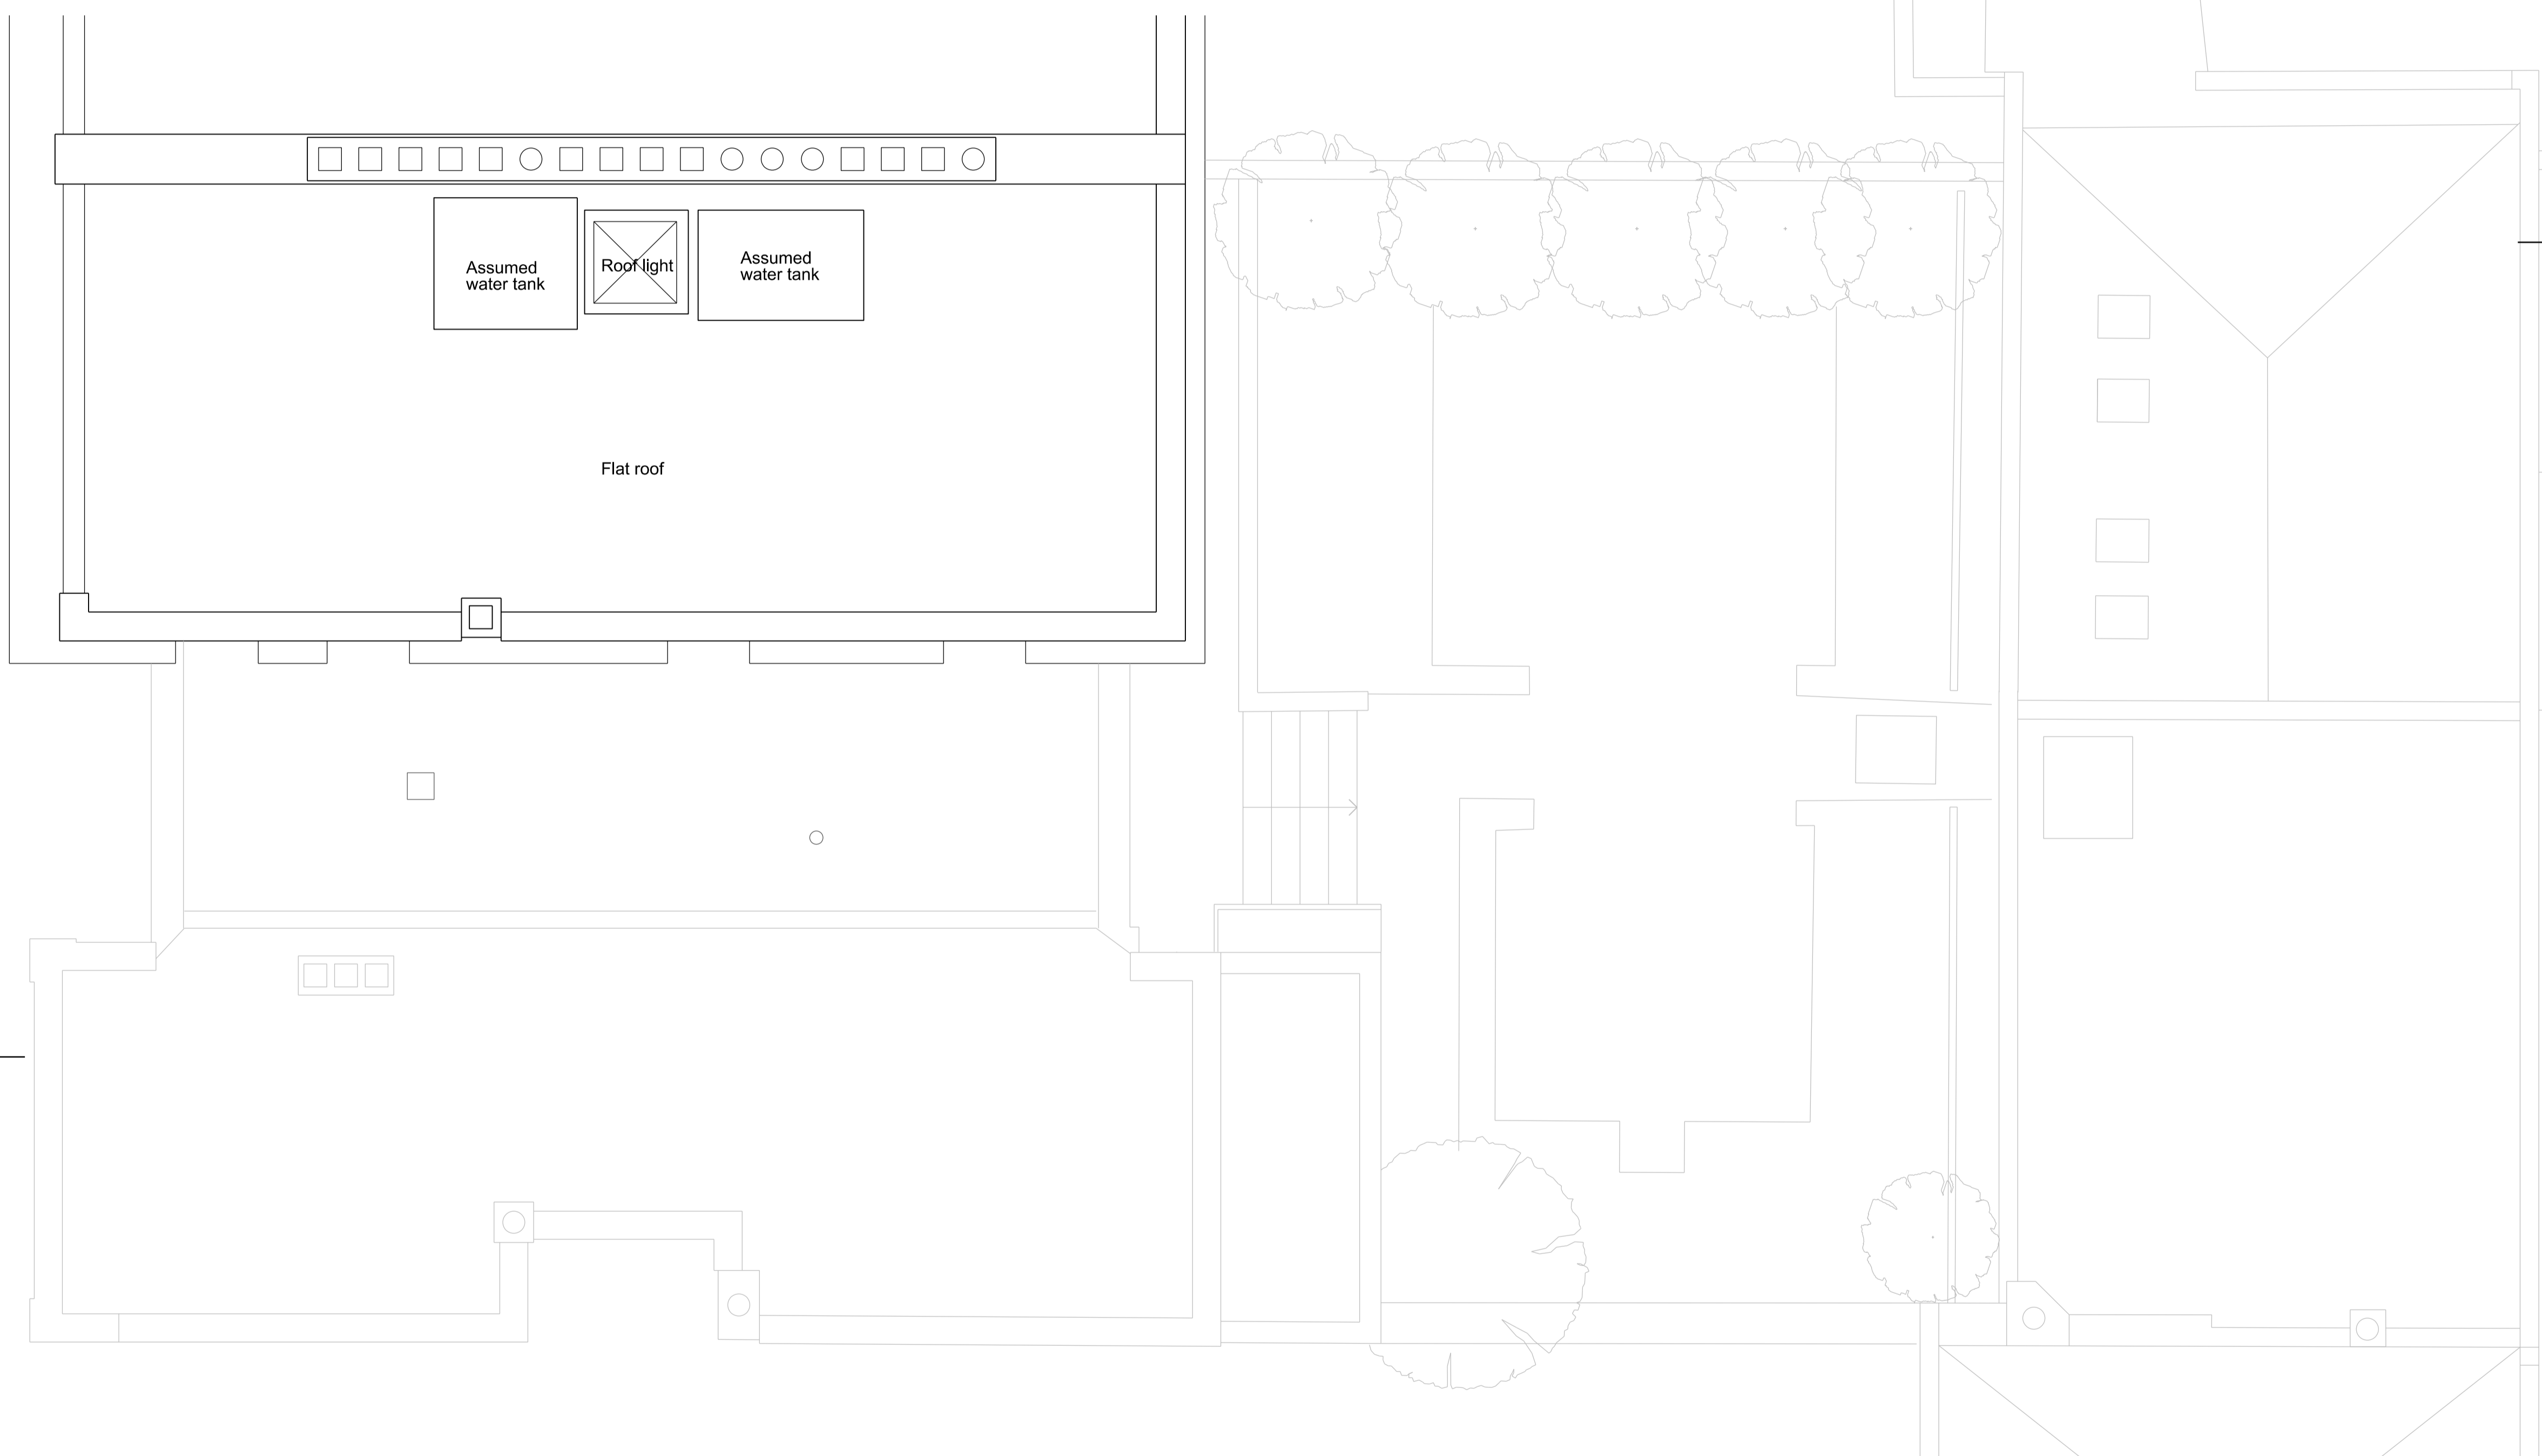 Assumed
water tank
Roof light
Assumed
water tank
Flat roof